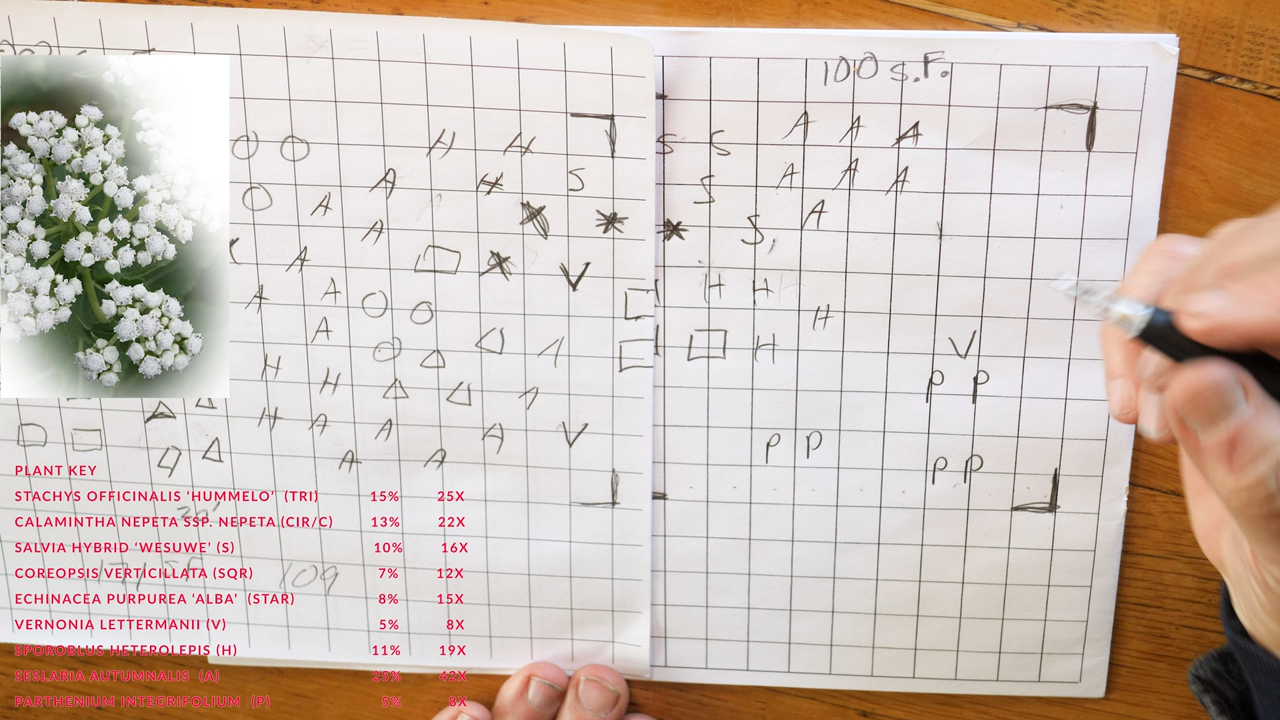 100 S.F.
O O H H S S A A A
A H S S A A A
O A * * * S, A
A
A * V
A A O O H H
A H
O H V
H H P P
H A A A V P P P P
A A
PLANT KEY
STACHYS OFFICINALIS ‘HUMMELO’ (TRI) 15% 25X
CALAMINTHA NEPETA SSP. NEPETA (CIR/C) 13% 22X
SALVIA HYBRID ‘WESUWE’ (S) 10% 16X
COREOPSIS VERTICILLATA (SQR) 7% 12X
109
ECHINACEA PURPUREA ‘ALBA’ (STAR) 8% 15X
VERNONIA LETTERMANII (V) 5% 8X
SPOROBLUS HETEROLEPIS (H) 11% 19X
SESLARIA AUTUMNALIS (A) 25% 42X
PARTHENIUM INTEGRIFOLIUM (P) 5% 8X